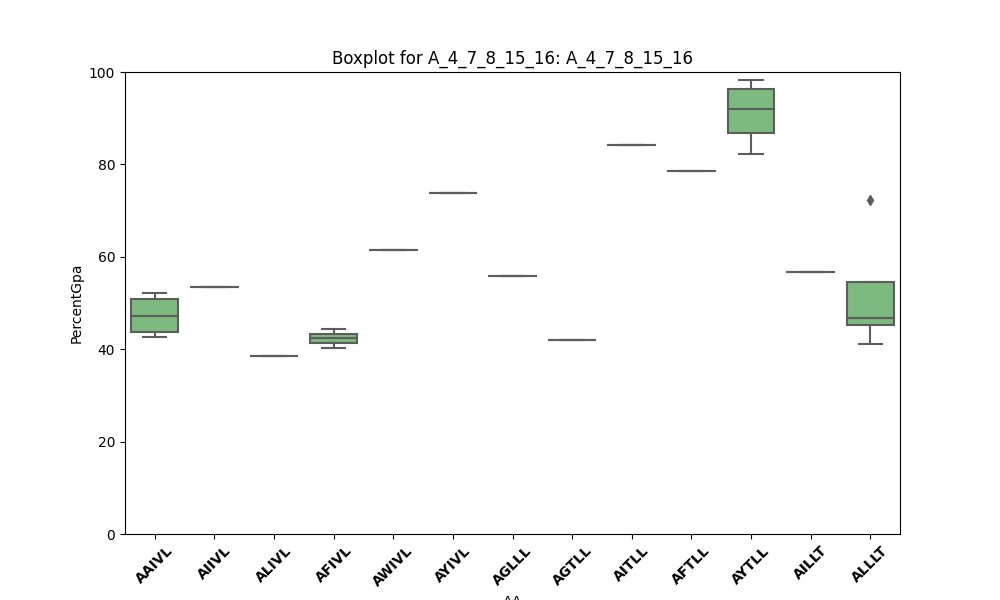 Boxplot for A_4_7_8_15_16: A_4_7_8_15_16
100
80
60
40
20
0
PercentGpa
AAIVL
AIIVL
ALIVL
AFIVL
AWIVL
AYIVL
AGLLL
AGTLL
AITLL
AFTLL
AYTLL
AILLT
ALLLT
AA